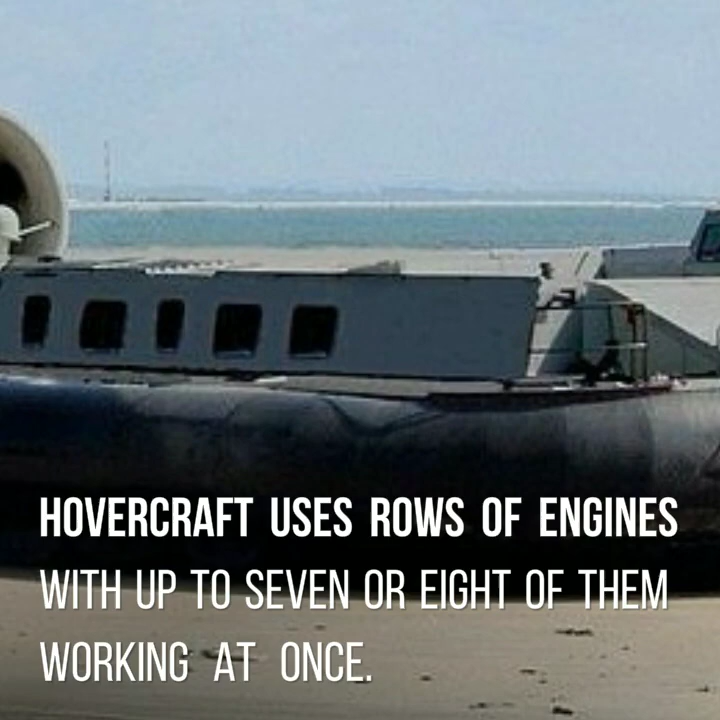 HOVERCRAFT USES ROWS OF ENGINES
WITH UP TO SEVEN OR EIGHT OF THEM
WORKING AT ONCE.